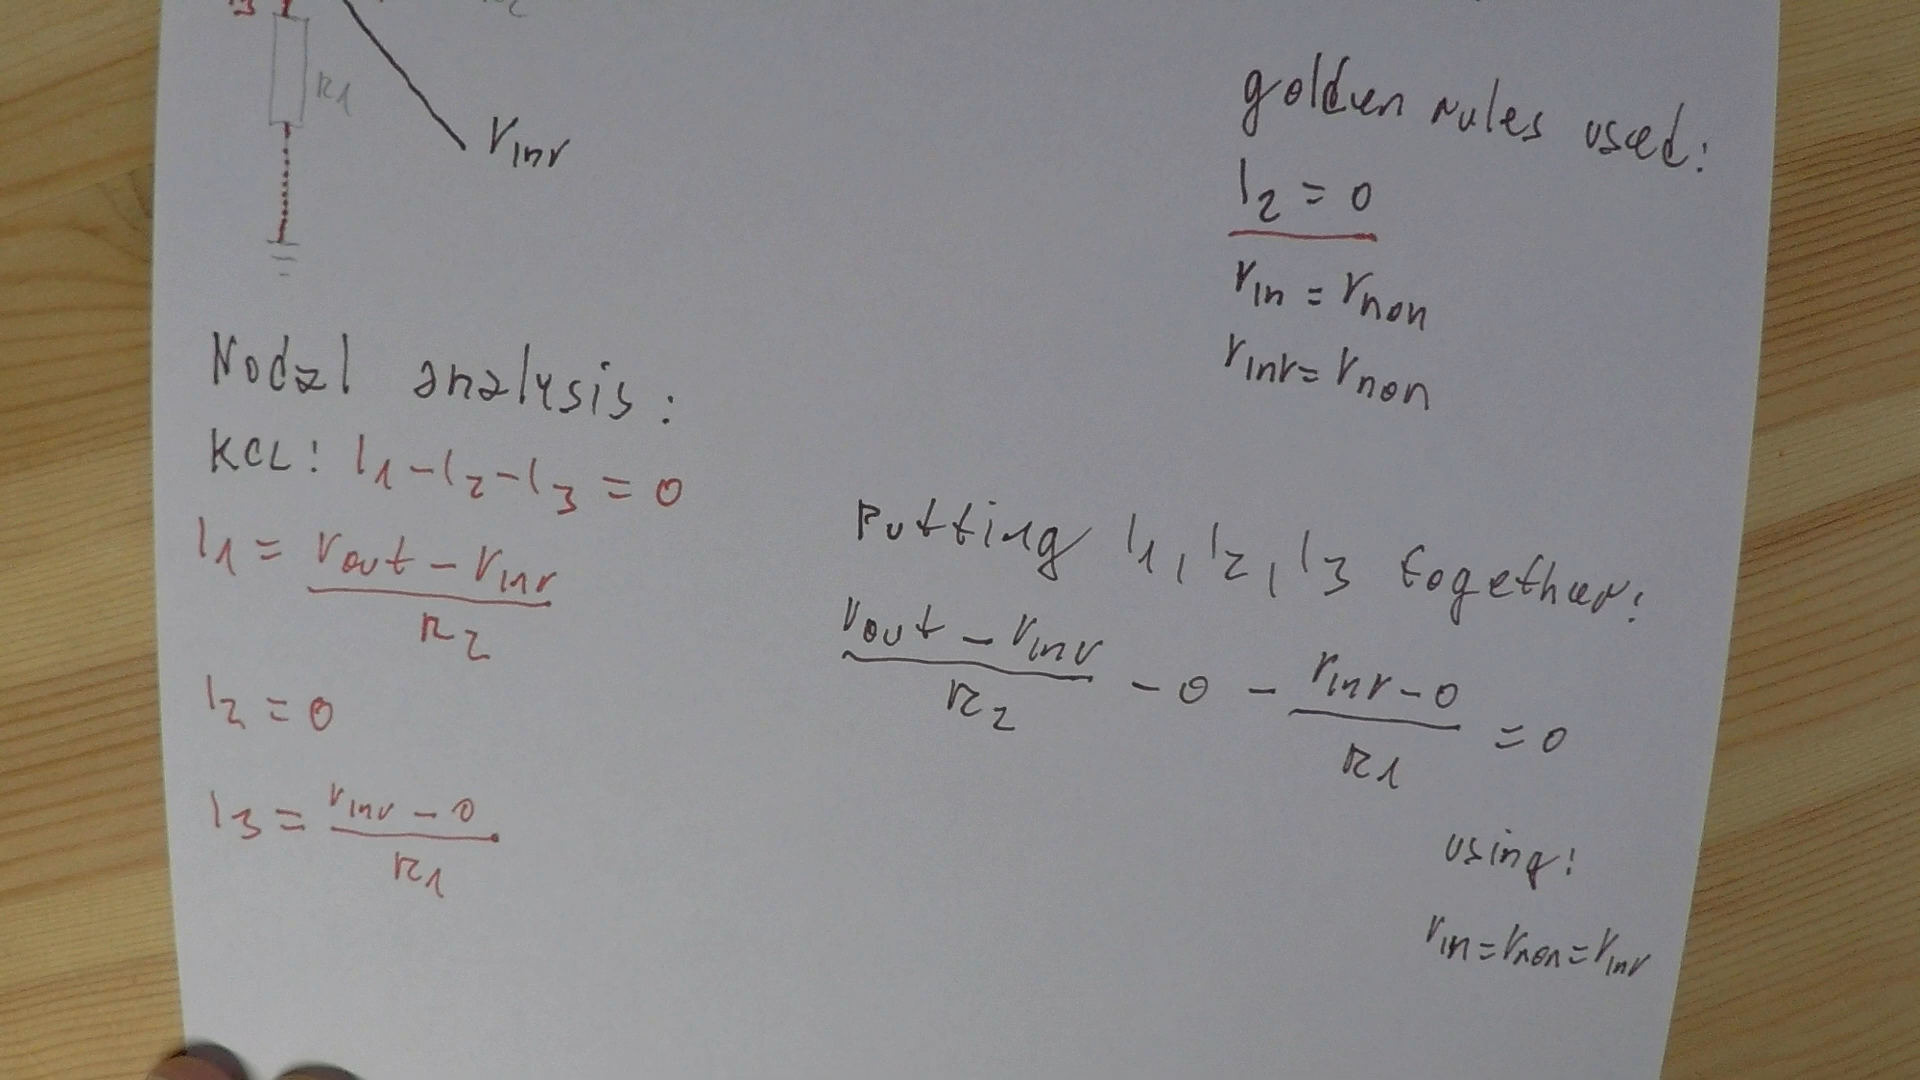 R1
Vinv
golden rules used:
I2 = 0
Vin = Vnon
Vinv = Vnon
Nodal analysis:
KCL: I1 - I2 - I3 = 0
I1 = Vout - Vinv
R2
I2 = 0
I3 = Vinv - 0
R1
Putting I1, I2, I3 together:
Vout - Vinv
R2
- 0 -
Vinv - 0
R1
= 0
using:
Vin = Vnon = Vinv